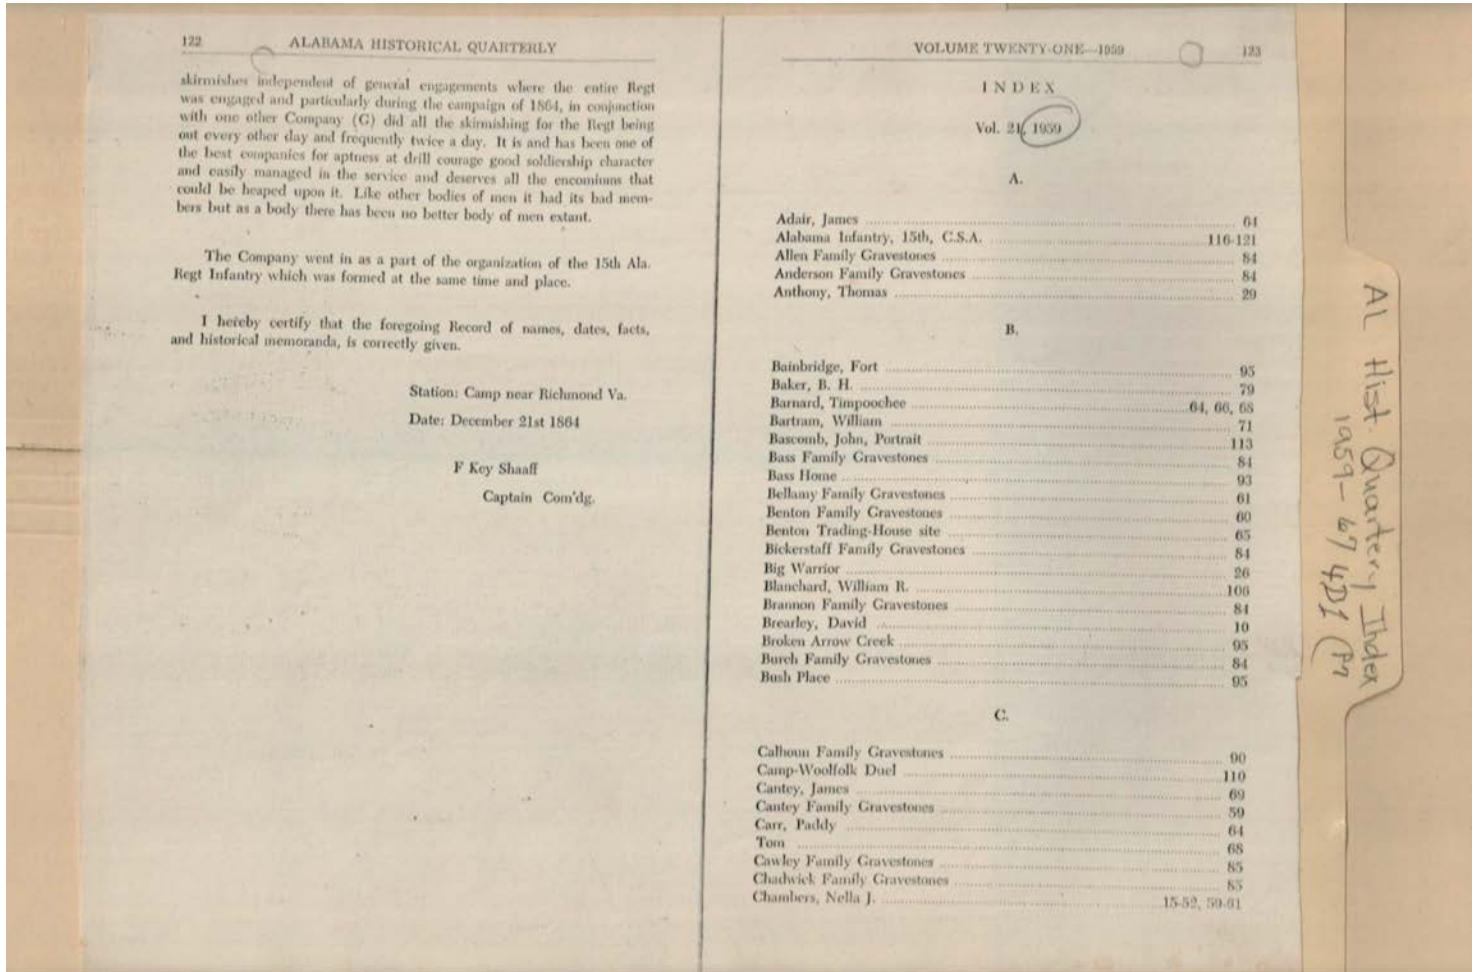 122 ALABAMA HISTORICAL QUARTERLY
skirmishes independent of general engagements where the entire Regt
was engaged and particularly during the campaign of 1864, in conjunction
with one other Company (G) did all the skirmishing for the Regt being
out every other day and frequently twice a day. It is and has been one of
the best companies for aptness at drill courage good soldiership character
and easily managed in the service and deserves all the encomiums that
could be heaped upon it. Like other bodies of men it had its bad mem-
bers but as a body there has been no better body of men extant.
The Company went in as a part of the organization of the 15th Ala.
Regt Infantry which was formed at the same time and place.
I hereby certify that the foregoing Record of names, dates, facts,
and historical memoranda, is correctly given.
Station: Camp near Richmond Va.
Date: December 21st 1864
F Key Shaaff
Captain Com'dg.
VOLUME TWENTY-ONE—1959 123
INDEX
Vol. 21, 1959
A.
Adair, James 64
Alabama Infantry, 15th, C.S.A. 116-121
Allen Family Gravestones 84
Anderson Family Gravestones 84
Anthony, Thomas 29
B.
Bainbridge, Fort 95
Baker, B. H. 79
Barnard, Timpoochee 64, 66, 68
Bartram, William 71
Bascomb, John, Portrait 113
Bass Family Gravestones 84
Bass Home 93
Bellamy Family Gravestones 61
Benton Family Gravestones 60
Benton Trading-House site 65
Bickerstaff Family Gravestones 84
Big Warrior 26
Blanchard, William R. 106
Brannon Family Gravestones 84
Brearley, David 10
Broken Arrow Creek 95
Burch Family Gravestones 84
Bush Place 95
C.
Calhoun Family Gravestones 90
Camp-Woolfolk Duel 110
Cantey, James 69
Cantey Family Gravestones 59
Carr, Paddy 64
Tom 68
Cawley Family Gravestones 85
Chadwick Family Gravestones 85
Chambers, Nella J. 15-52, 59-61
Al Hist. Quartery Index
1959-67 4D1